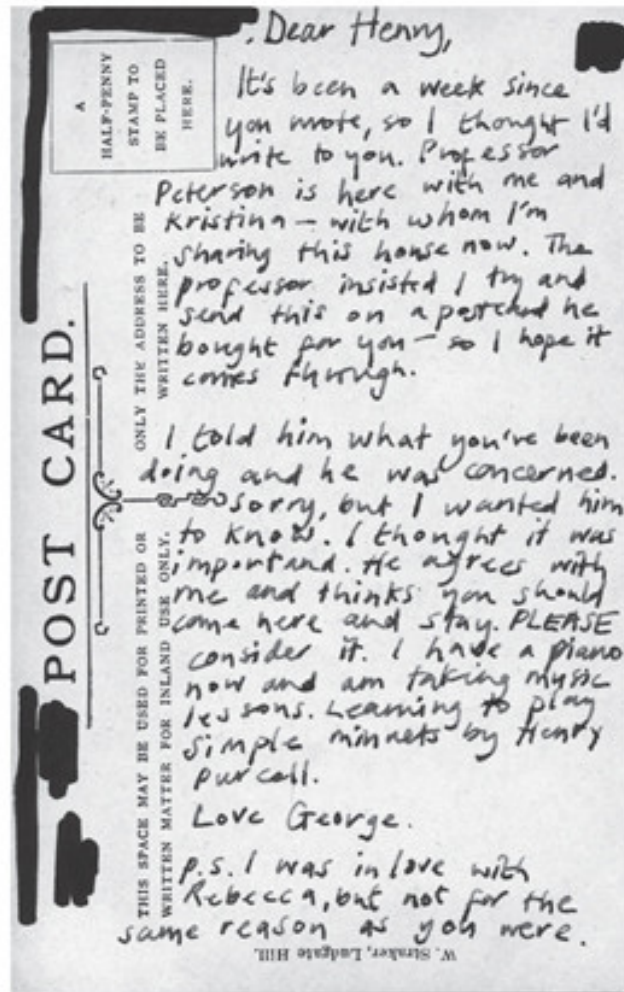 Dear Henry,
It's been a week since
you wrote, so I thought I'd
write to you. Professor
Peterson is here with me and
Kristina — with whom I'm
sharing this house now. The
professor insisted I try and
send this on a postcard he
bought for you — so I hope it
comes through.
I told him what you've been
doing and he was concerned.
Sorry, but I wanted him
to know. I thought it was
important. He agrees with
me and thinks you should
come here and stay. PLEASE
consider it. I have a piano
now and am taking music
lessons. Learning to play
simple minuets by Henry
Purcell.
Love George.
p.s. I was in love with
Rebecca, but not for the
same reason as you were.
A
HALF-PENNY
STAMP TO
BE PLACED
HERE.
POST CARD.
ONLY THE ADDRESS TO BE
WRITTEN HERE.
THIS SPACE MAY BE USED FOR PRINTED OR
WRITTEN MATTER FOR INLAND USE ONLY.
W. Straker, Ludgate Hill.